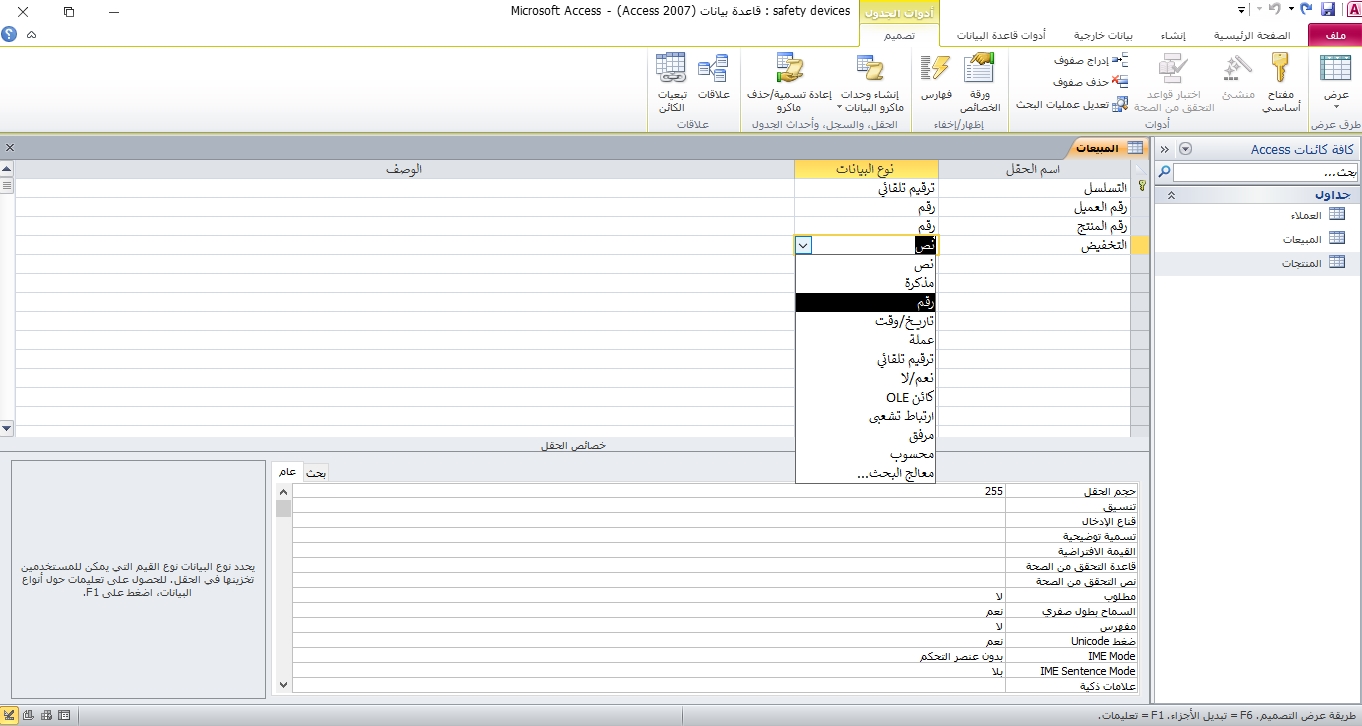 safety devices : قاعدة بيانات (Access 2007) - Microsoft Access
أدوات الجدول
ملف
الصفحة الرئيسية
إنشاء
بيانات خارجية
أدوات قاعدة البيانات
تصميم
عرض
طرق عرض
مفتاح أساسي
منشئ
اختبار قواعد التحقق من الصحة
إدراج صفوف
حذف صفوف
تعديل عمليات البحث
أدوات
ورقة الخصائص
فهارس
إظهار/إخفاء
إنشاء وحدات ماكرو البيانات
إعادة تسمية/حذف ماكرو
الحقل، والسجل، وأحداث الجدول
علاقات
تبعيات الكائن
علاقات
كافة كائنات Access
بحث...
جداول
العملاء
المبيعات
المنتجات
المبيعات
اسم الحقل
نوع البيانات
الوصف
التسلسل
ترقيم تلقائي
رقم العميل
رقم
رقم المنتج
رقم
التخفيض
نص
نص
مذكرة
رقم
تاريخ/وقت
عملة
ترقيم تلقائي
نعم/لا
كائن OLE
ارتباط تشعبي
مرفق
محسوب
معالج البحث...
خصائص الحقل
عام
بحث
حجم الحقل
255
تنسيق
قناع الإدخال
تسمية توضيحية
القيمة الافتراضية
قاعدة التحقق من الصحة
نص التحقق من الصحة
مطلوب
لا
السماح بطول صفري
نعم
مفهرس
لا
ضغط Unicode
نعم
IME Mode
بدون عنصر التحكم
IME Sentence Mode
بلا
علامات ذكية
يحدد نوع البيانات نوع القيم التي يمكن للمستخدمين
تخزينها في الحقل. للحصول على تعليمات حول أنواع
البيانات، اضغط على F1.
طريقة عرض التصميم. F6 = تبديل الأجزاء. F1 = تعليمات.